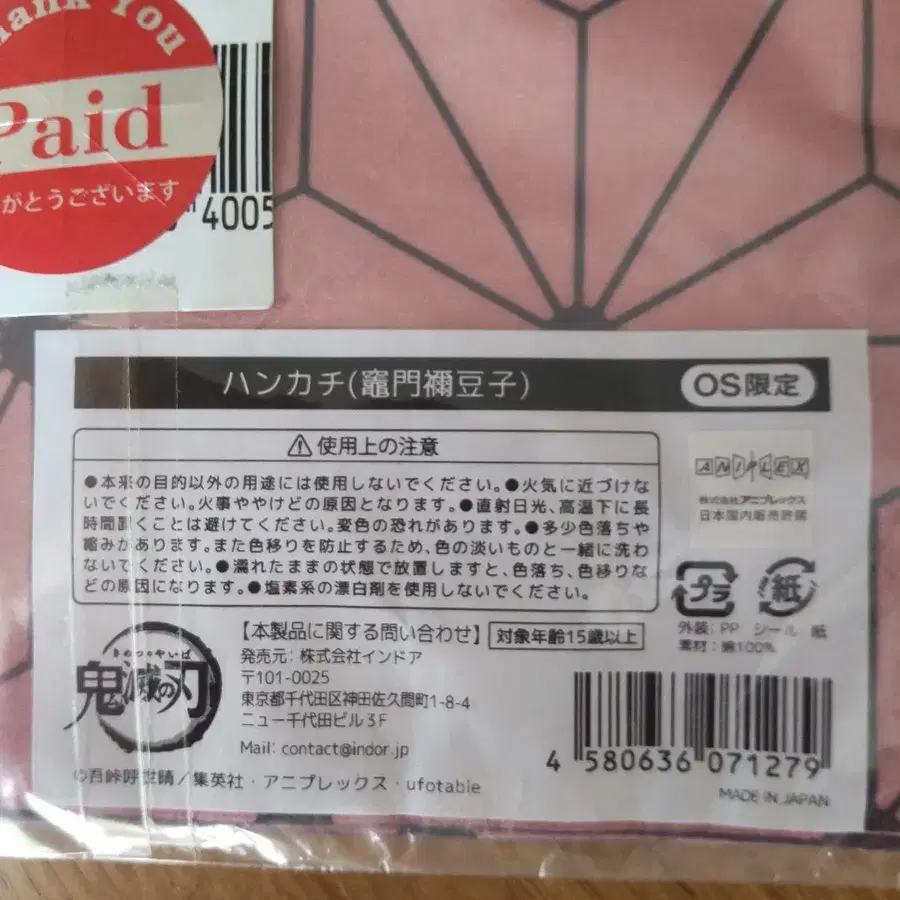 Thank You
Paid
がとうございます
4005
ハンカチ(竈門禰豆子)
OS限定
⚠使用上の注意
●本来の目的以外の用途には使用しないでください。●火気に近づけな
いでください。火事ややけどの原因となります。●直射日光、高温下に長
時間置くことは避けてください。変色の恐れがあります。●多少色落ちや
縮みがあります。また色移りを防止するため、色の淡いものと一緒に洗わ
ないでください。●濡れたままの状態で放置しますと、色落ち、色移りな
どの原因になります。●塩素系の漂白剤を使用しないでください。
ANIPLEX
株式会社アニプレックス
日本国内販売許諾
プラ
紙
外装:PP シール:紙
素材:綿100%
きめつのやいば
鬼滅の刃
【本製品に関する問い合わせ】
対象年齢15歳以上
発売元:株式会社インドア
〒101-0025
東京都千代田区神田佐久間町1-8-4
ニュー千代田ビル3F
Mail: contact@indor.jp
©吾峠呼世晴/集英社・アニプレックス・ufotable
4 580636 071279
MADE IN JAPAN